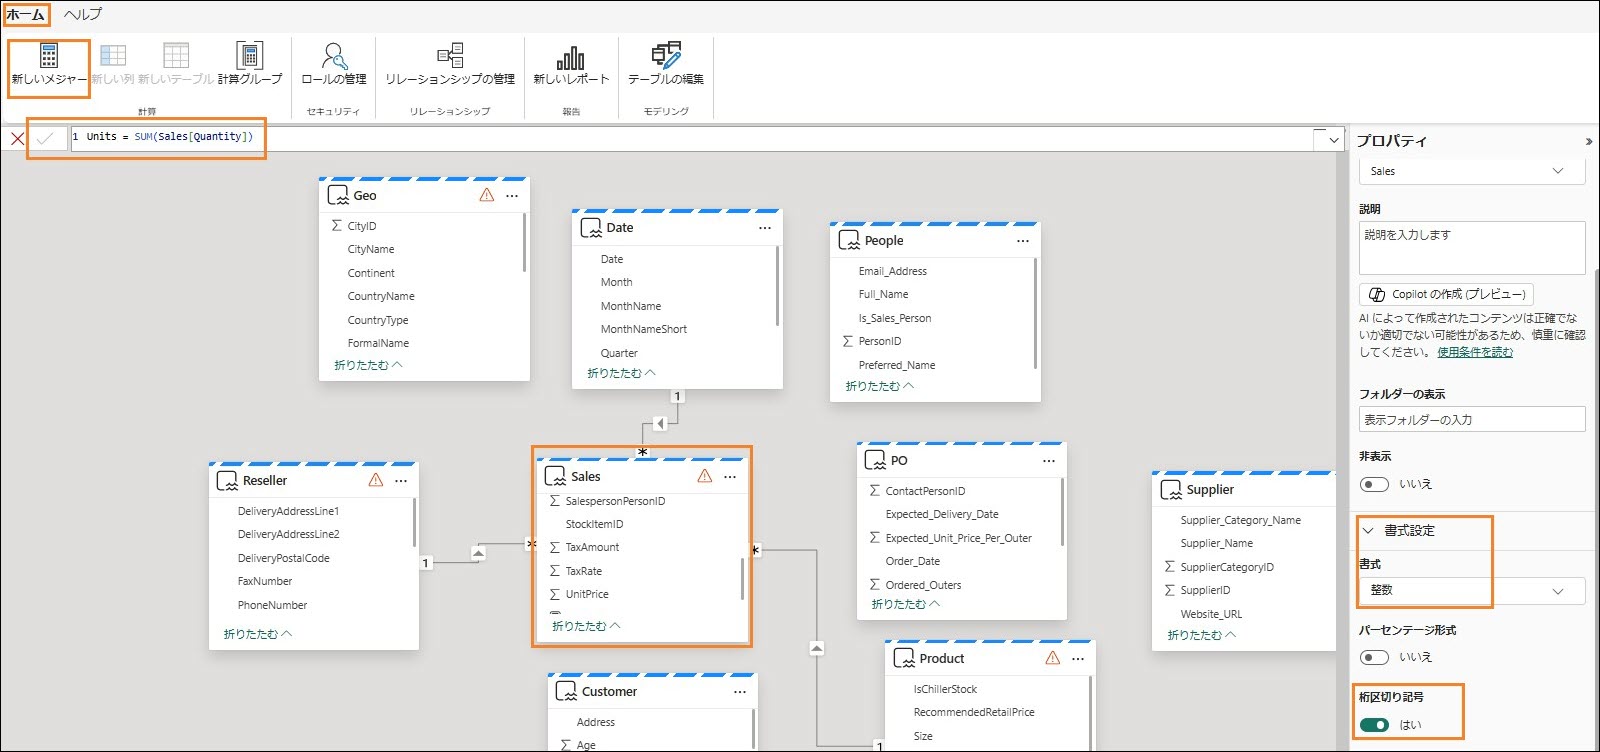 ホーム ヘルプ
新しいメジャー 新しい列 新しいテーブル 計算グループ ロールの管理 リレーションシップの管理 新しいレポート テーブルの編集
計算 セキュリティ リレーションシップ 報告 モデリング
1 Units = SUM(Sales[Quantity])
Geo
CityID
CityName
Continent
CountryName
CountryType
FormalName
折りたたむ
Date
Date
Month
MonthName
MonthNameShort
Quarter
折りたたむ
1
*
People
Email_Address
Full_Name
Is_Sales_Person
PersonID
Preferred_Name
折りたたむ
Reseller
DeliveryAddressLine1
DeliveryAddressLine2
DeliveryPostalCode
FaxNumber
PhoneNumber
折りたたむ
1
*
Sales
SalespersonPersonID
StockItemID
TaxAmount
TaxRate
UnitPrice
折りたたむ
*
PO
ContactPersonID
Expected_Delivery_Date
Expected_Unit_Price_Per_Outer
Order_Date
Ordered_Outers
折りたたむ
Supplier
Supplier_Category_Name
Supplier_Name
SupplierCategoryID
SupplierID
Website_URL
折りたたむ
Customer
Address
Age
Product
IsChillerStock
RecommendedRetailPrice
Size
1
プロパティ
Sales
説明
説明を入力します
Copilot の作成 (プレビュー)
AI によって作成されたコンテンツは正確でな
いか適切でない可能性があるため、慎重に確認
してください。 使用条件を読む
フォルダーの表示
表示フォルダーの入力
非表示
いいえ
書式設定
書式
整数
パーセンテージ形式
いいえ
桁区切り記号
はい